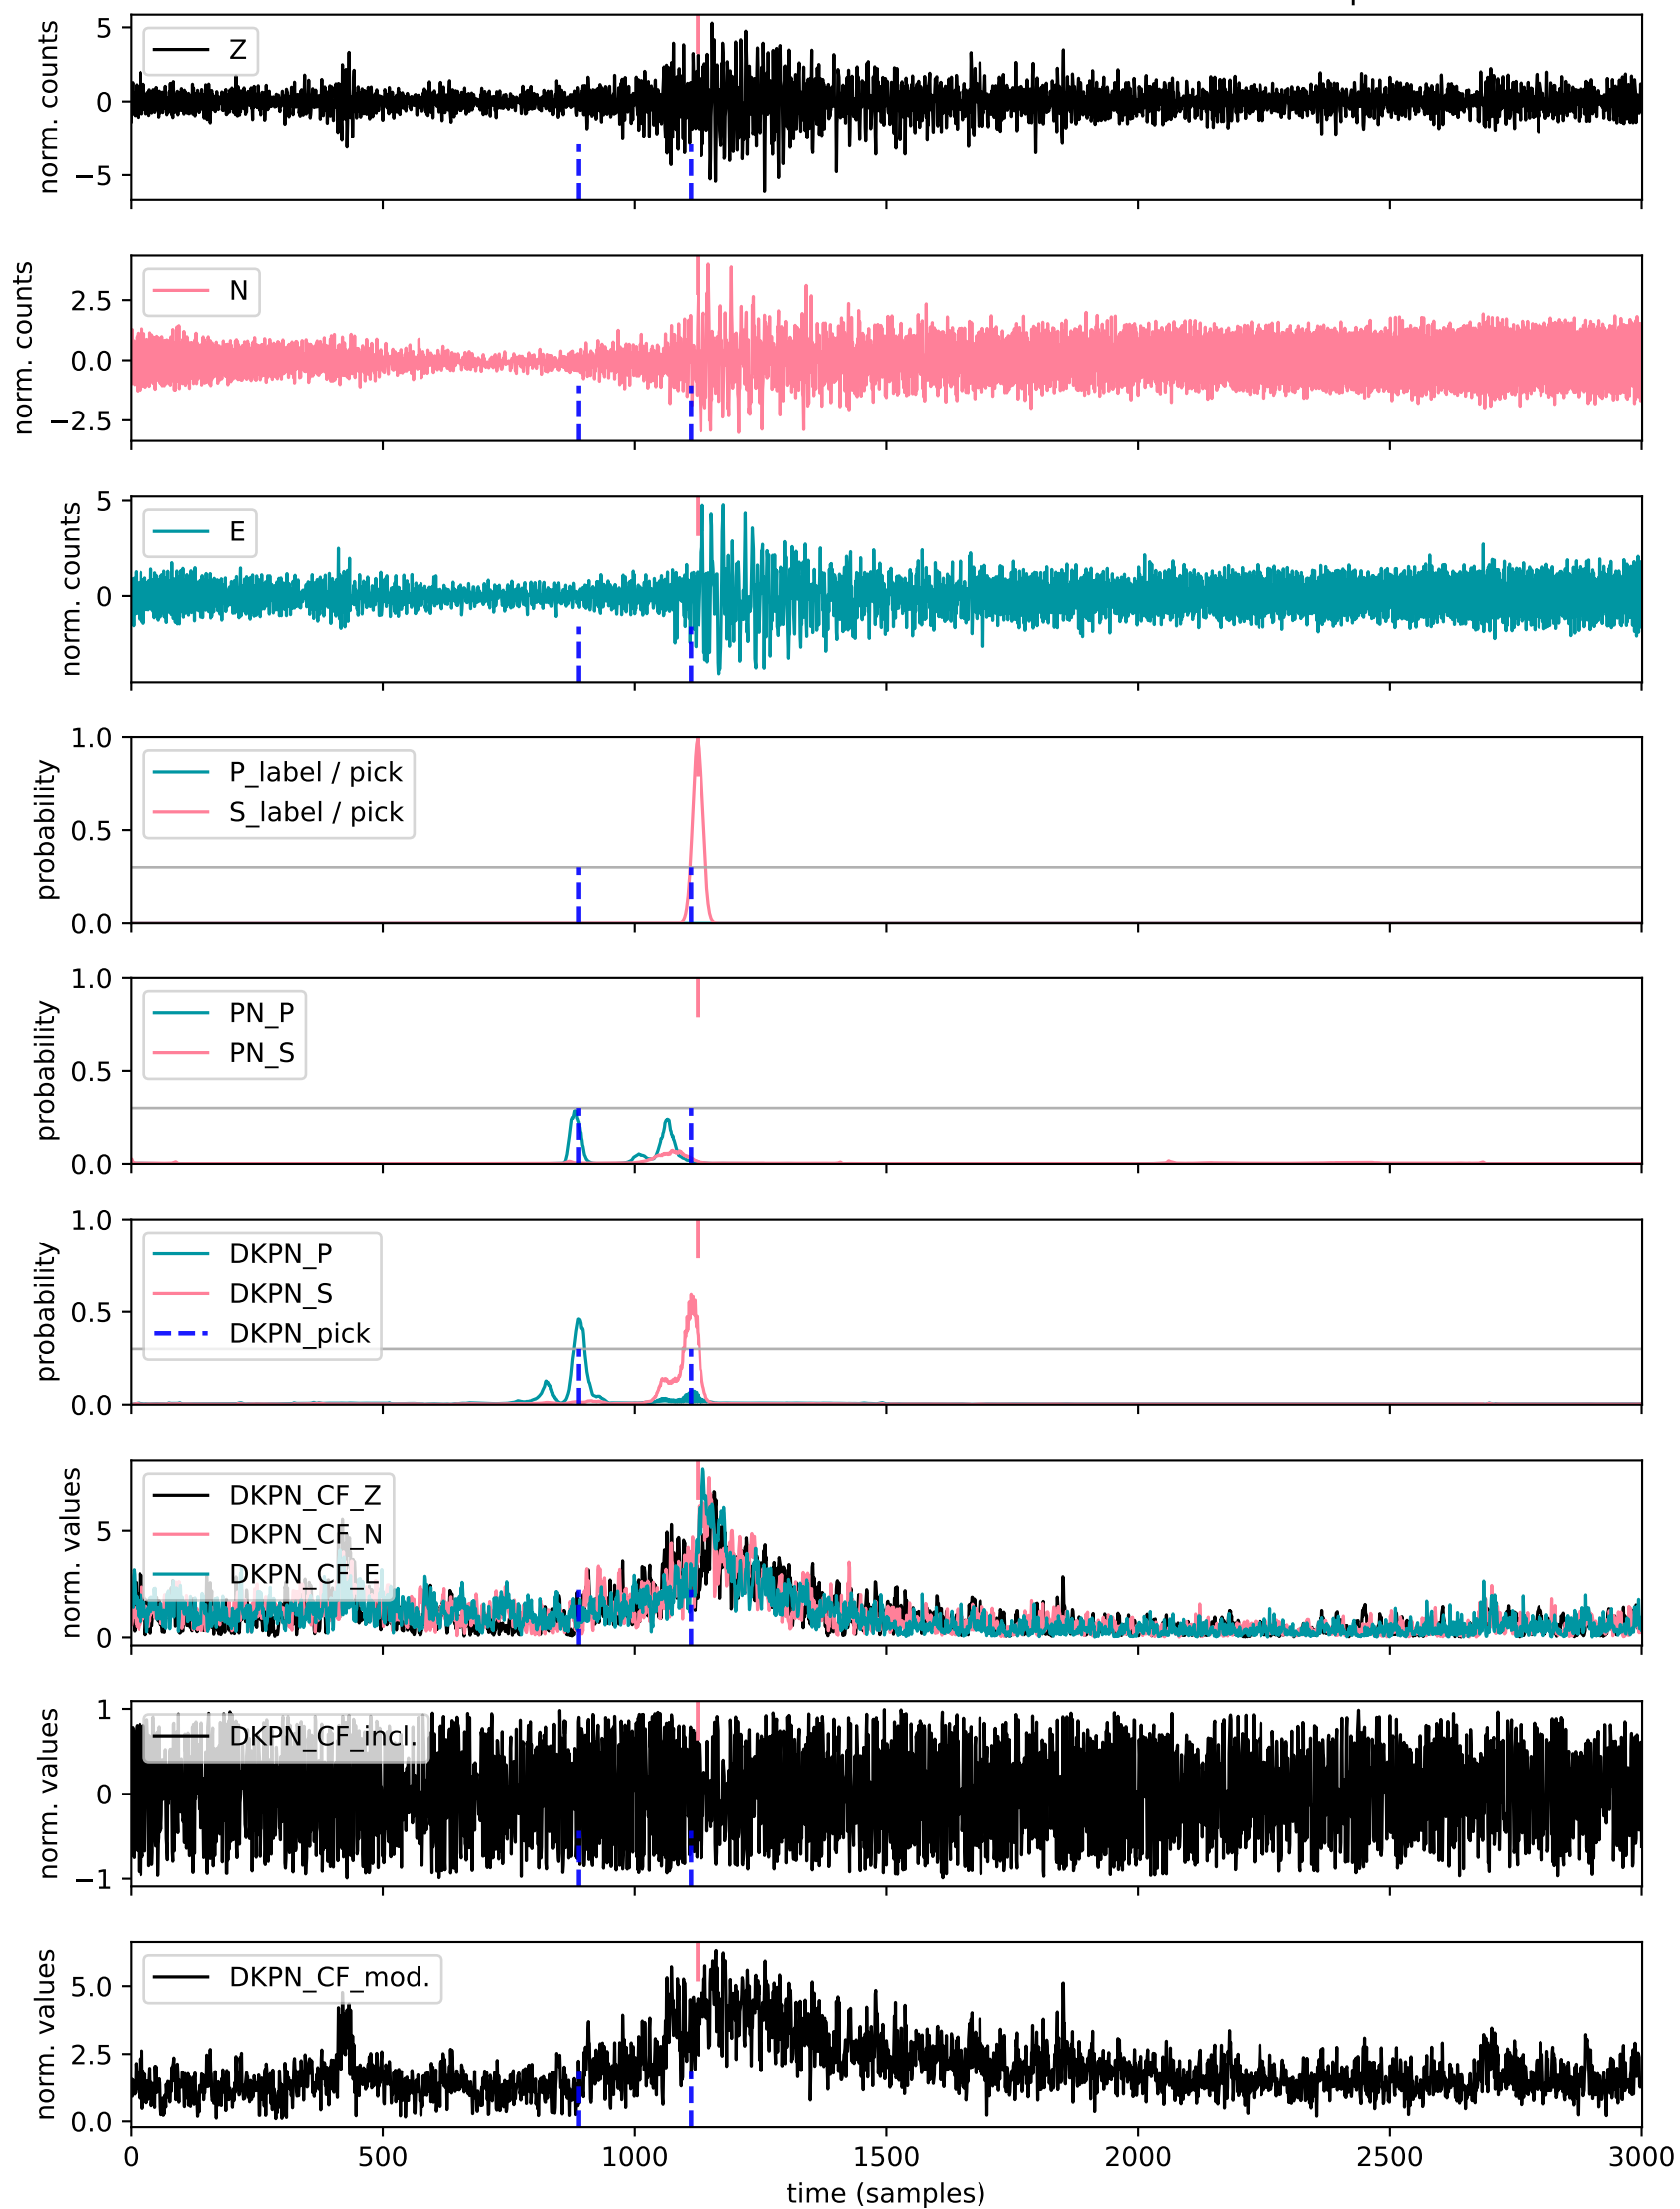 norm. counts
5
0
−5
Z
norm. counts
2.5
0.0
−2.5
N
norm. counts
5
0
E
probability
1.0
0.5
0.0
P_label / pick
S_label / pick
probability
1.0
0.5
0.0
PN_P
PN_S
probability
1.0
0.5
0.0
DKPN_P
DKPN_S
DKPN_pick
norm. values
5
0
DKPN_CF_Z
DKPN_CF_N
DKPN_CF_E
norm. values
1
0
−1
DKPN_CF_incl.
norm. values
5.0
2.5
0.0
DKPN_CF_mod.
0 500 1000 1500 2000 2500 3000
time (samples)